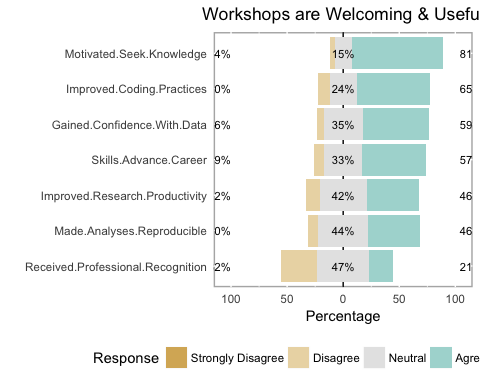 Workshops are Welcoming & Usefu
Motivated.Seek.Knowledge 4% 15% 81
Improved.Coding.Practices 0% 24% 65
Gained.Confidence.With.Data 6% 35% 59
Skills.Advance.Career 9% 33% 57
Improved.Research.Productivity 2% 42% 46
Made.Analyses.Reproducible 0% 44% 46
Received.Professional.Recognition 2% 47% 21
100 50 0 50 100
Percentage
Response Strongly Disagree Disagree Neutral Agre